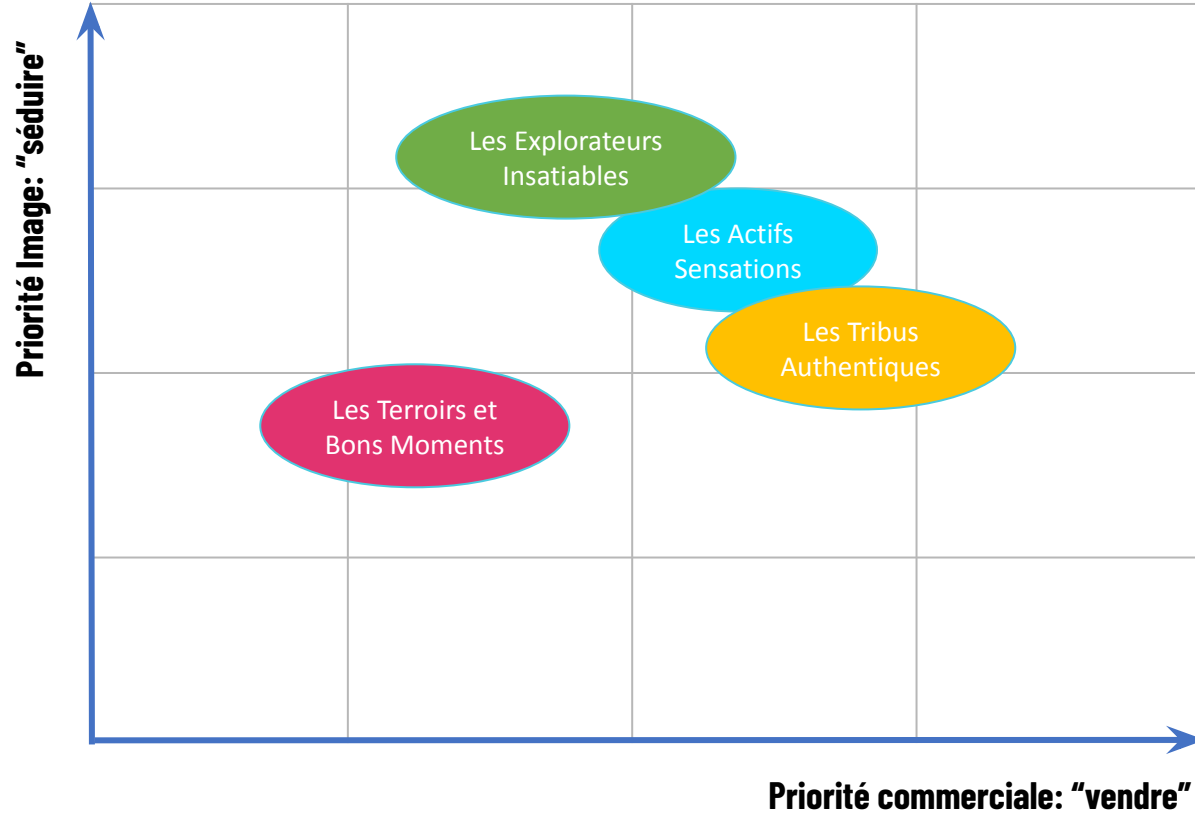 Priorité Image: “séduire”
Les Explorateurs
Insatiables
Les Actifs
Sensations
Les Tribus
Authentiques
Les Terroirs et
Bons Moments
Priorité commerciale: “vendre”